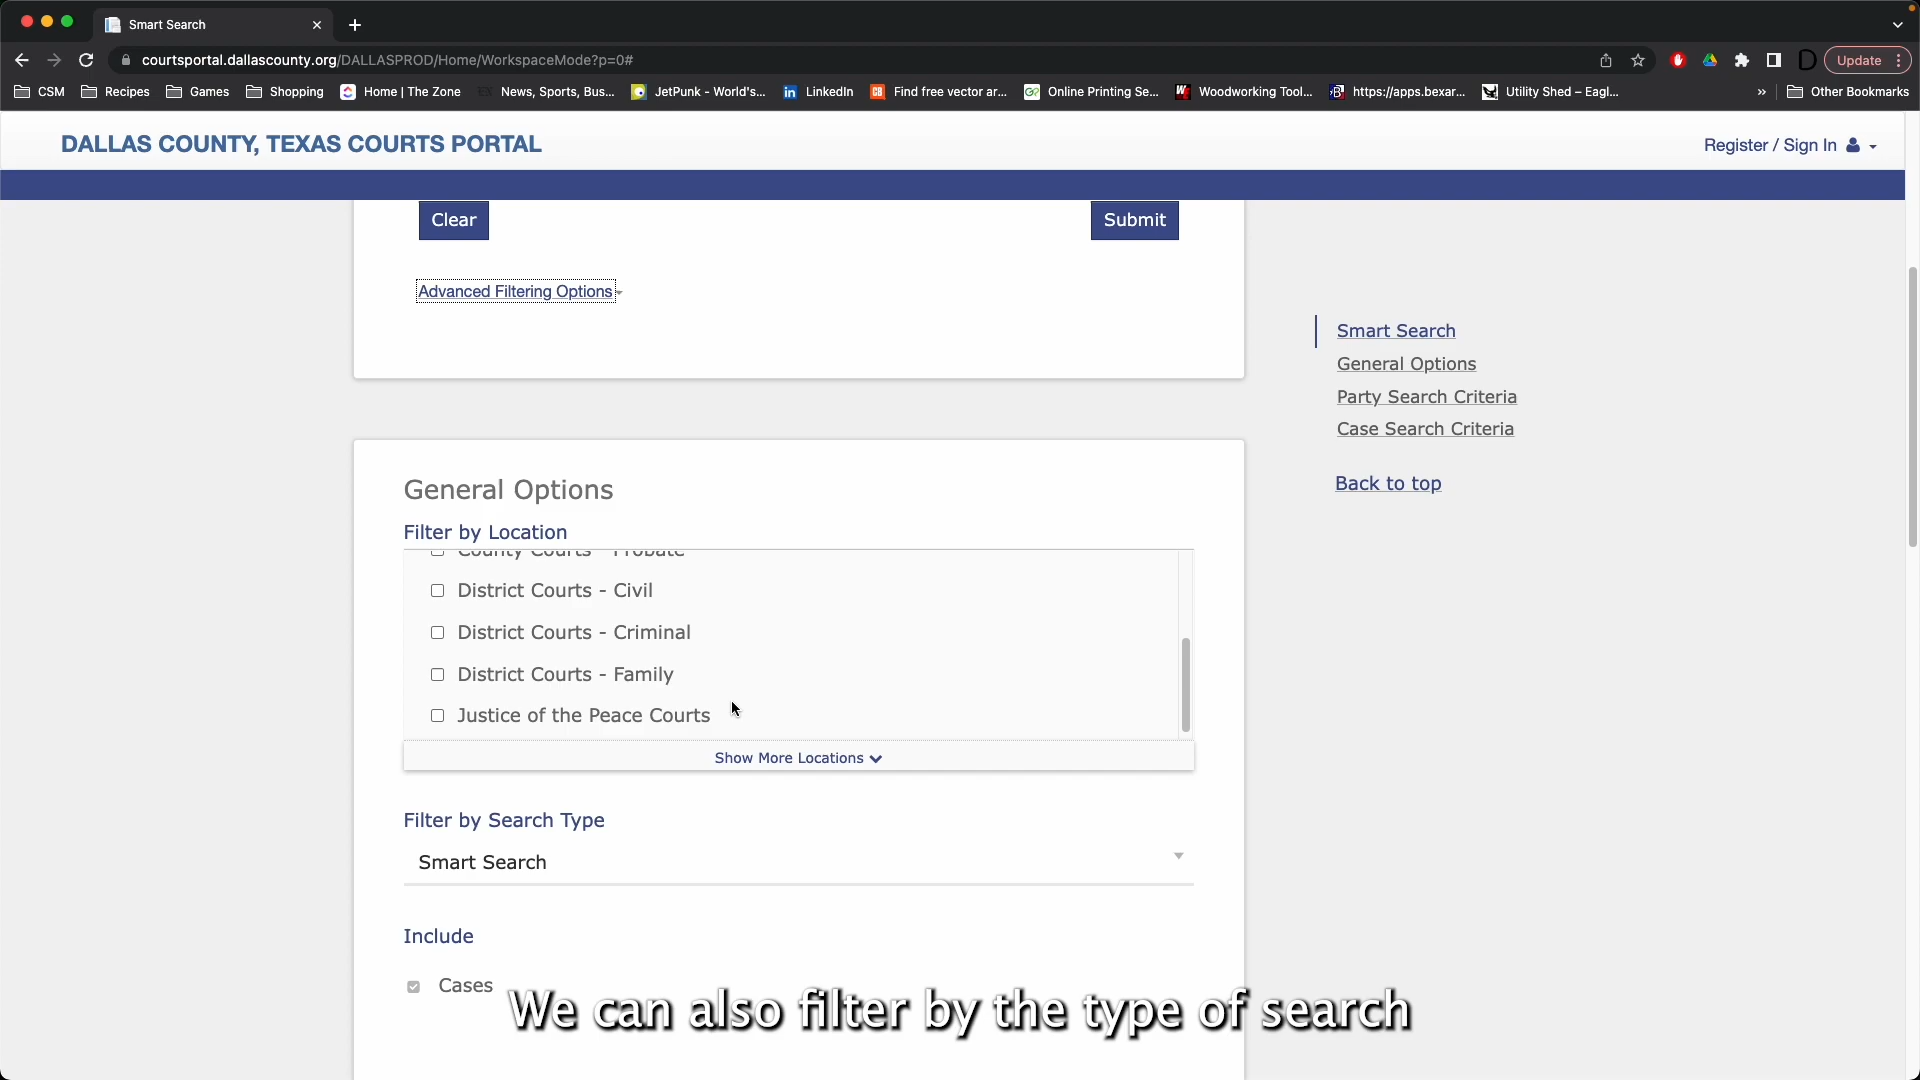 Smart Search
courtsportal.dallascounty.org/DALLASPROD/Home/WorkspaceMode?p=0#
Update
CSM Recipes Games Shopping Home | The Zone News, Sports, Bus... JetPunk - World's... LinkedIn Find free vector ar... Online Printing Se... Woodworking Tool... https://apps.bexar... Utility Shed – Eagl... » Other Bookmarks
DALLAS COUNTY, TEXAS COURTS PORTAL
Register / Sign In
Clear
Submit
Advanced Filtering Options
Smart Search
General Options
Party Search Criteria
Case Search Criteria
Back to top
General Options
Filter by Location
County Courts - Probate
District Courts - Civil
District Courts - Criminal
District Courts - Family
Justice of the Peace Courts
Show More Locations
Filter by Search Type
Smart Search
Include
Cases
We can also filter by the type of search